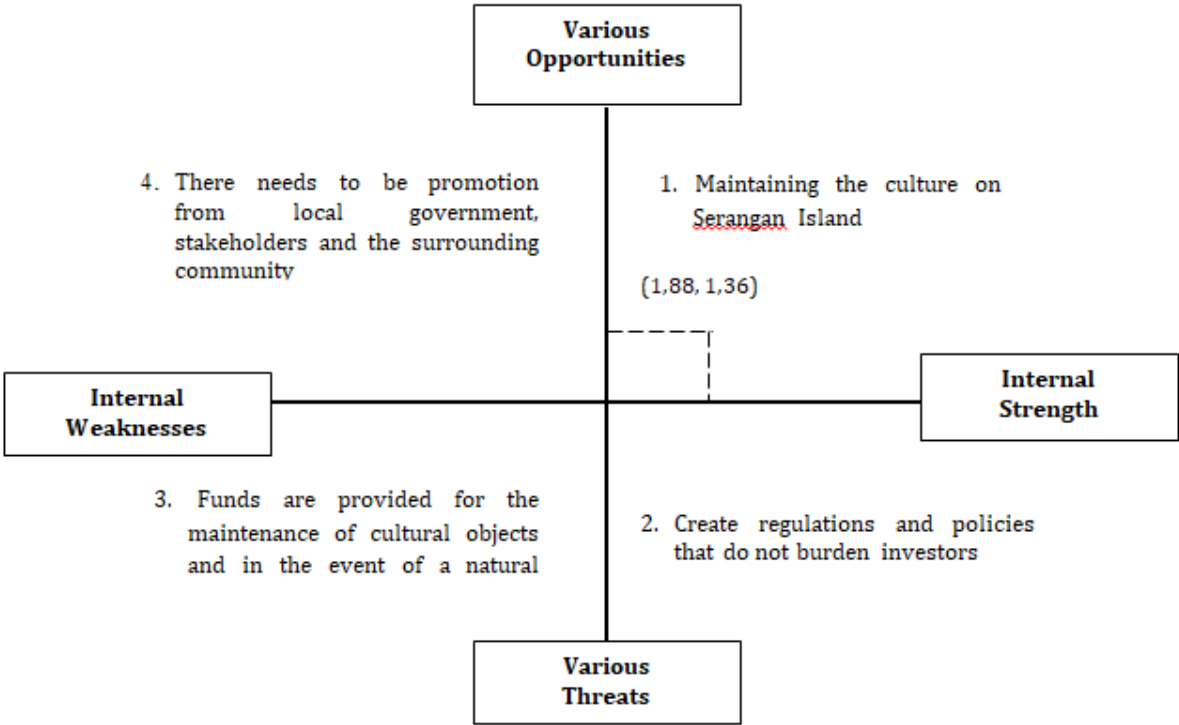 Various
Opportunities
4. There needs to be promotion
from local government,
stakeholders and the surrounding
community
1. Maintaining the culture on
Serangan Island
(1,88, 1,36)
Internal
Weaknesses
Internal
Strength
3. Funds are provided for the
maintenance of cultural objects
and in the event of a natural
2. Create regulations and policies
that do not burden investors
Various
Threats